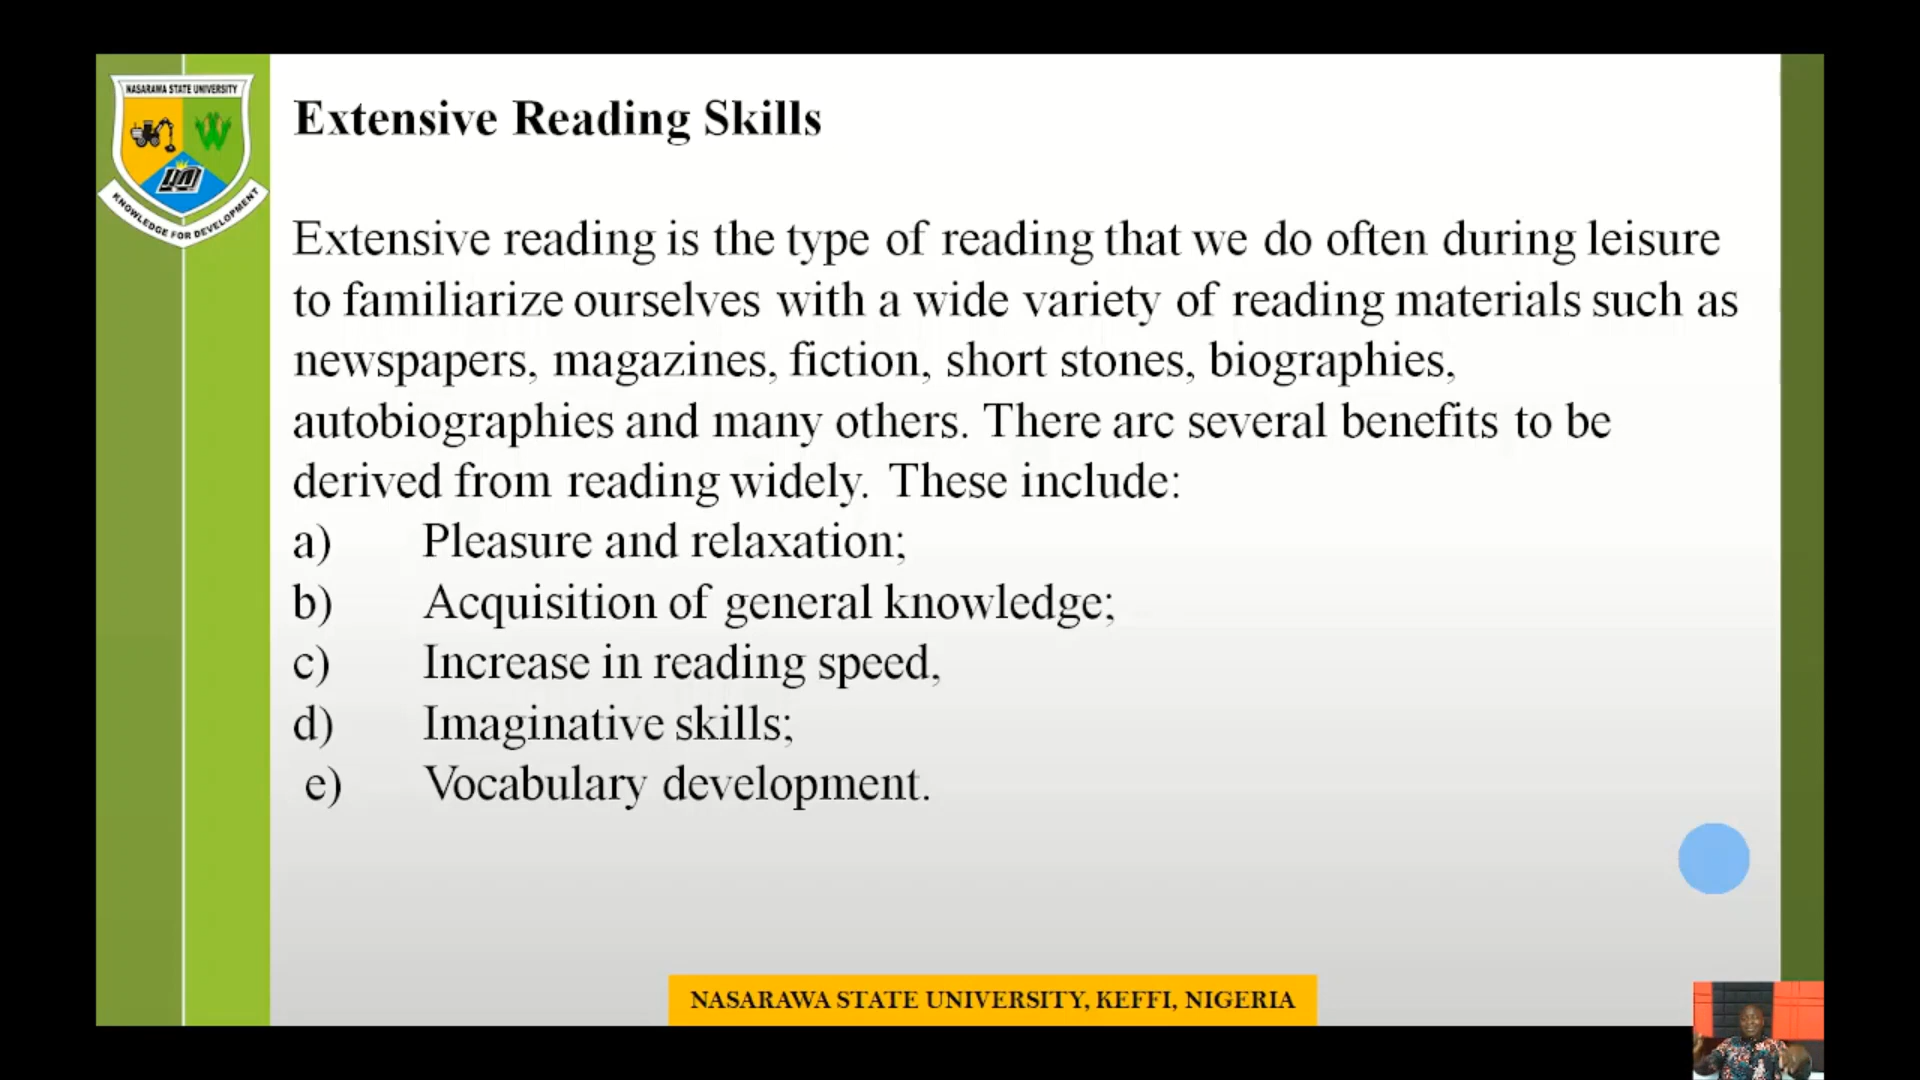 NASARAWA STATE UNIVERSITY
KNOWLEDGE FOR DEVELOPMENT
Extensive Reading Skills
Extensive reading is the type of reading that we do often during leisure
to familiarize ourselves with a wide variety of reading materials such as
newspapers, magazines, fiction, short stones, biographies,
autobiographies and many others. There arc several benefits to be
derived from reading widely. These include:
a) Pleasure and relaxation;
b) Acquisition of general knowledge;
c) Increase in reading speed,
d) Imaginative skills;
e) Vocabulary development.
NASARAWA STATE UNIVERSITY, KEFFI, NIGERIA